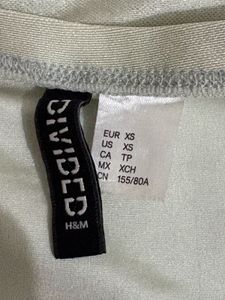 DIVIDED
H&M
EUR XS
US XS
CA TP
MX XCH
CN 155/80A